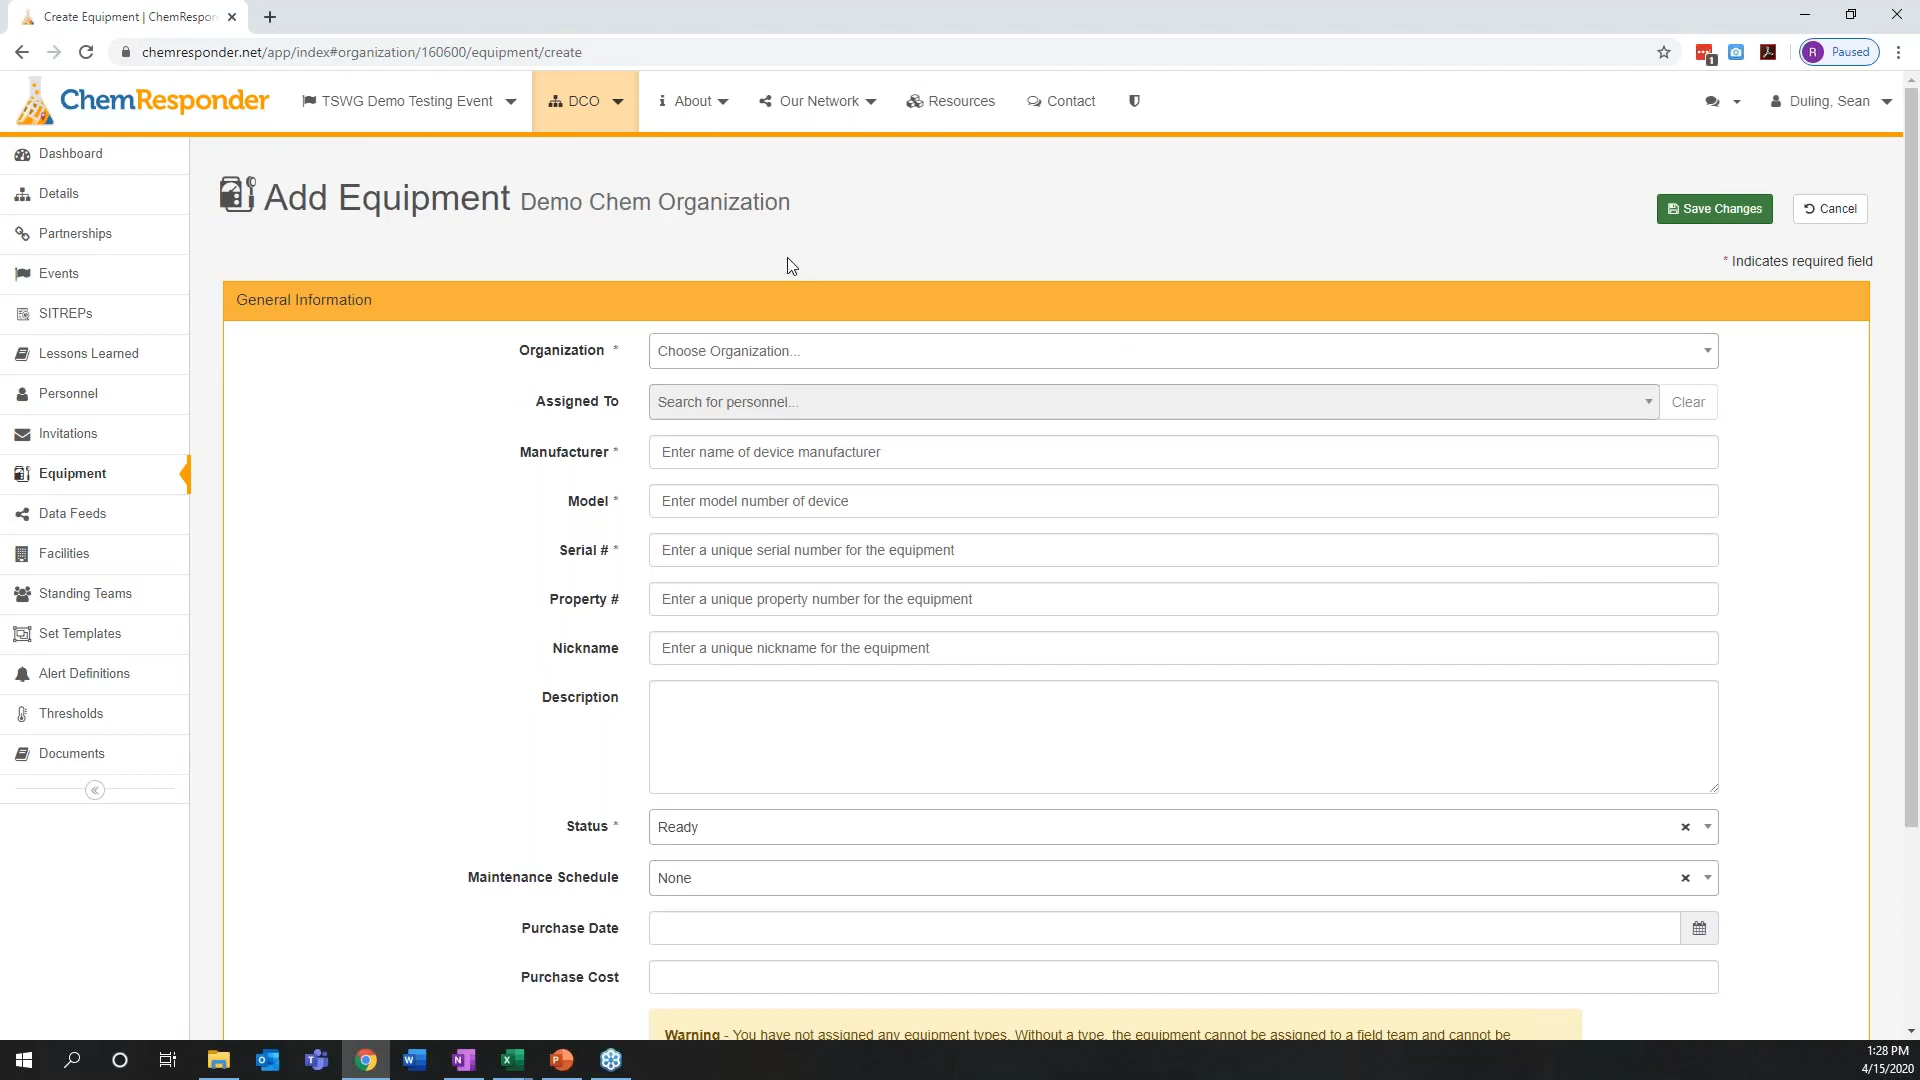 Create Equipment | ChemRespon
chemresponder.net/app/index#organization/160600/equipment/create
1
R Paused
ChemResponder
TSWG Demo Testing Event
DCO
About
Our Network
Resources
Contact
Duling, Sean
Dashboard
Details
Partnerships
Events
SITREPs
Lessons Learned
Personnel
Invitations
Equipment
Data Feeds
Facilities
Standing Teams
Set Templates
Alert Definitions
Thresholds
Documents
Add Equipment Demo Chem Organization
Save Changes
Cancel
* Indicates required field
General Information
Organization * Choose Organization...
Assigned To Search for personnel... Clear
Manufacturer * Enter name of device manufacturer
Model * Enter model number of device
Serial # * Enter a unique serial number for the equipment
Property # Enter a unique property number for the equipment
Nickname Enter a unique nickname for the equipment
Description
Status * Ready
Maintenance Schedule None
Purchase Date
Purchase Cost
Warning - You have not assigned any equipment types. Without a type, the equipment cannot be assigned to a field team and cannot be
1:28 PM
4/15/2020